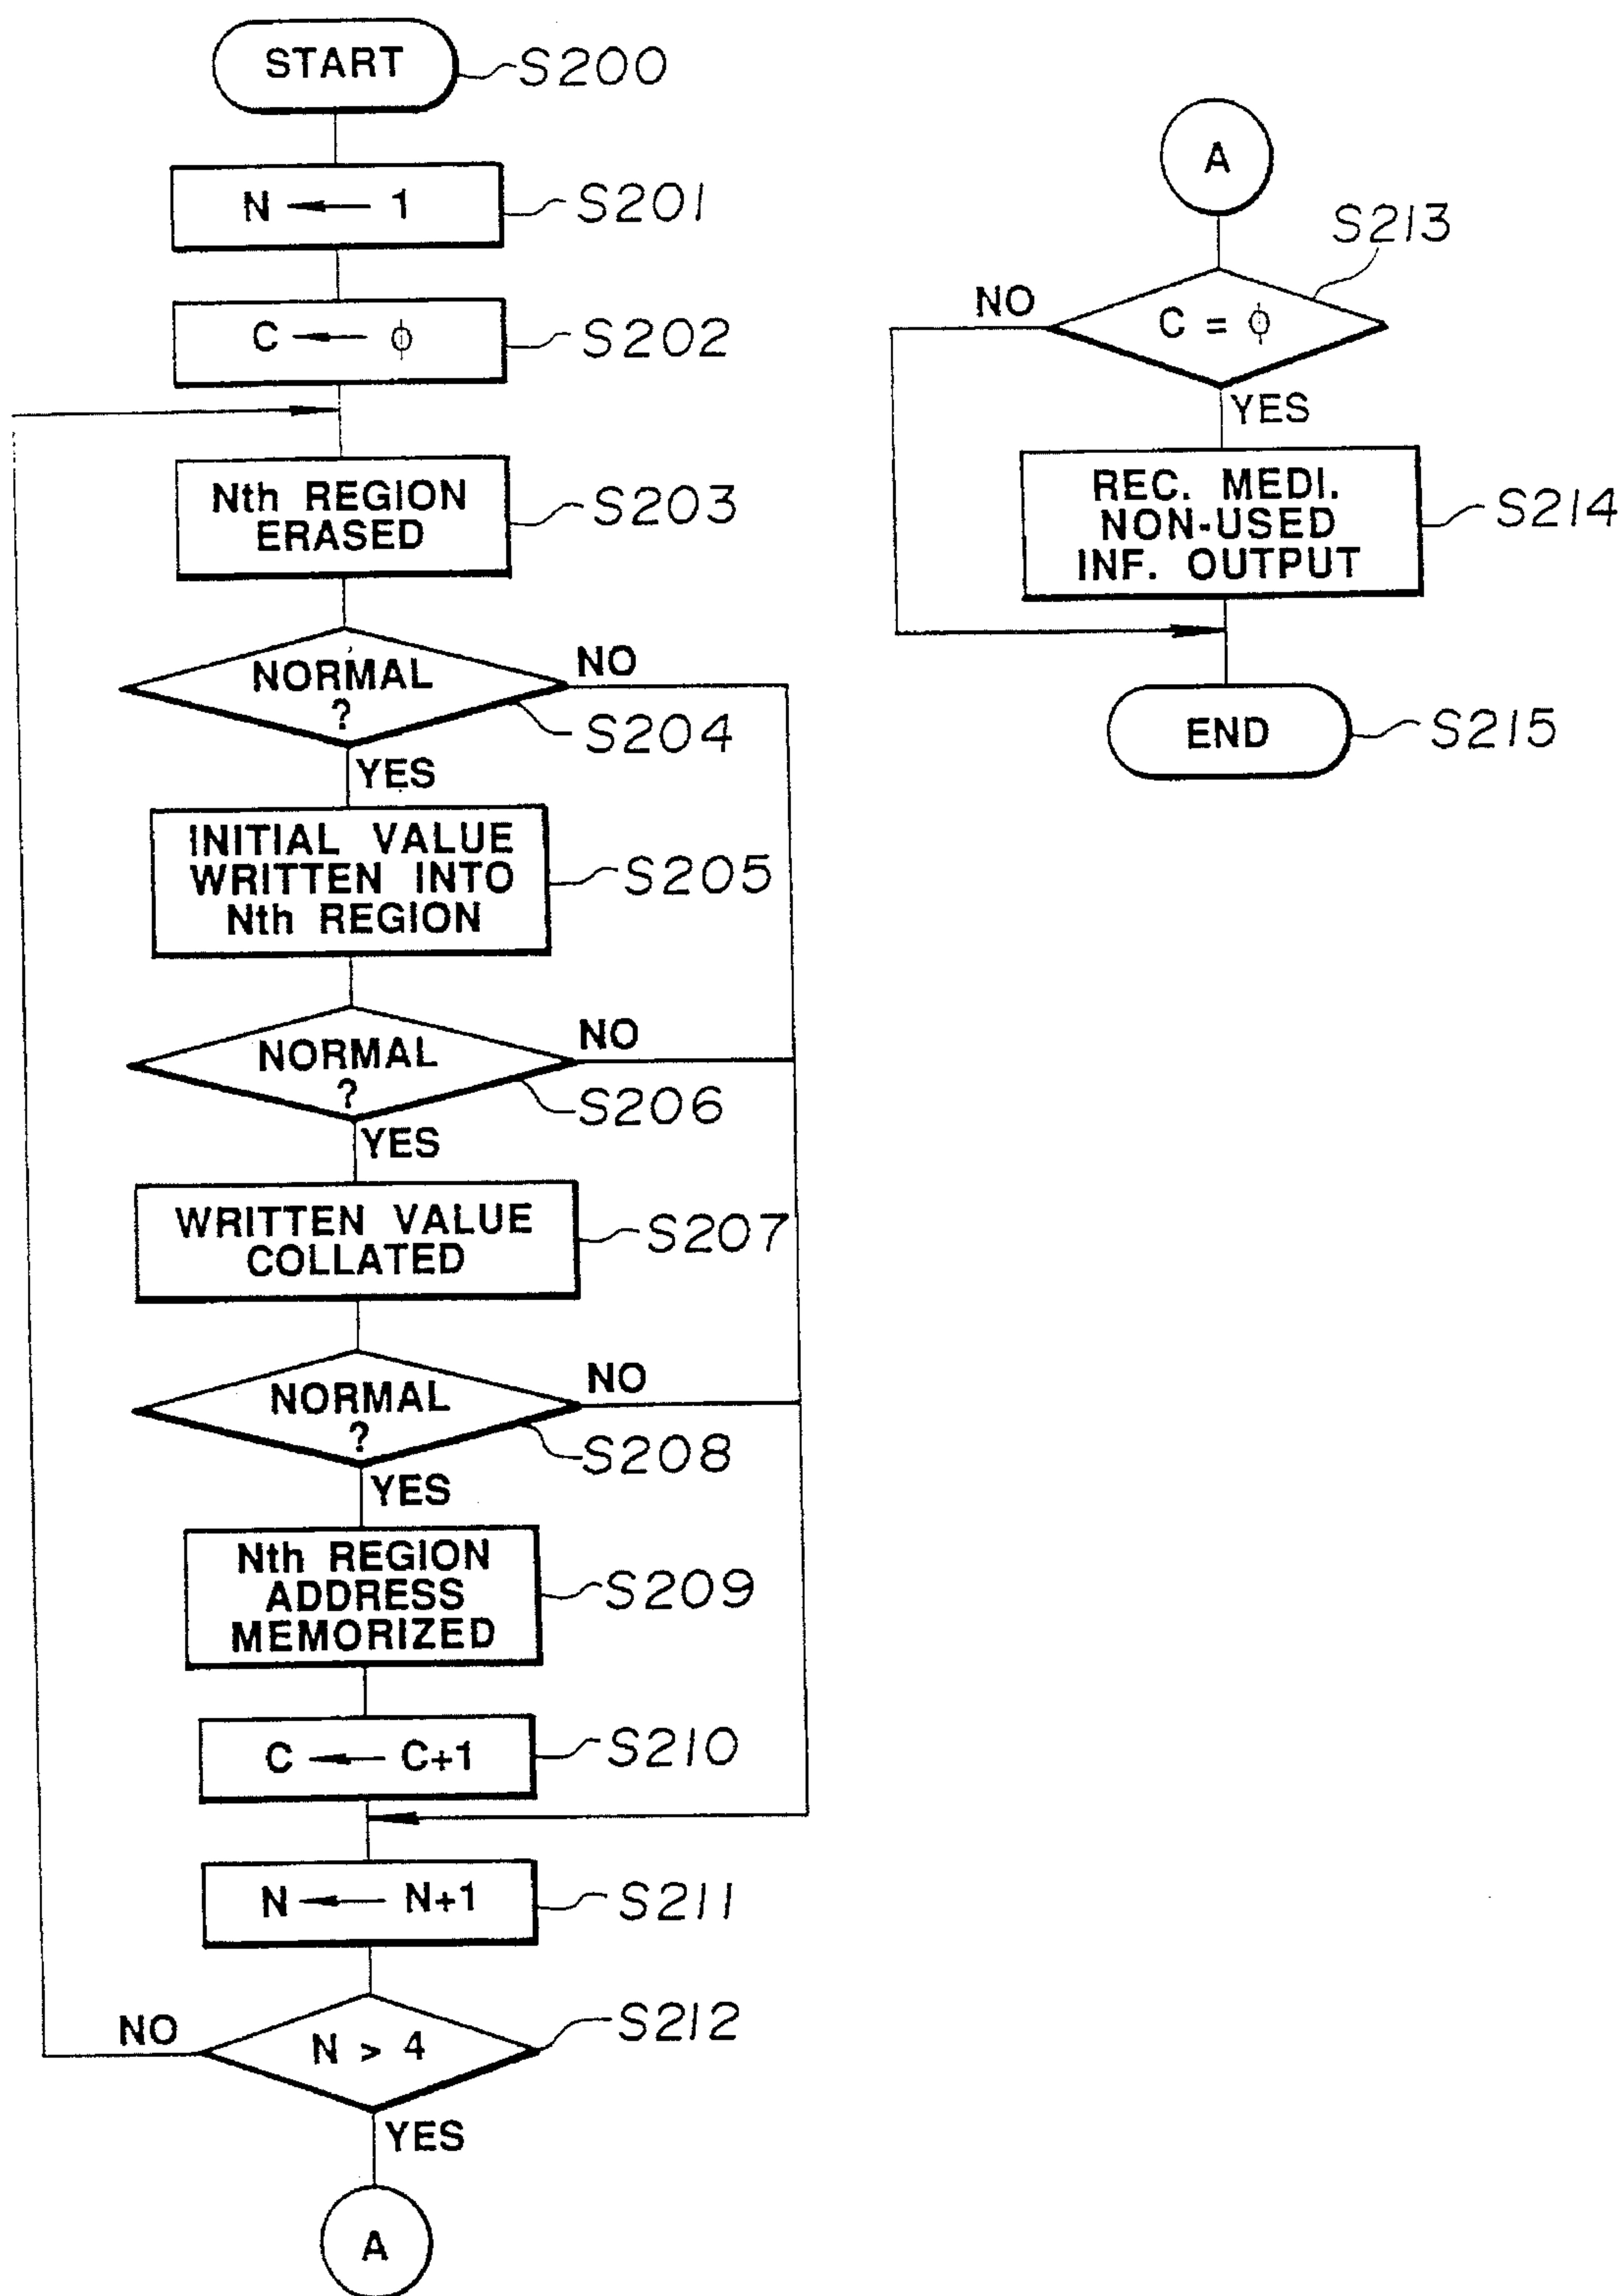 START
S200
N ← 1
S201
C ← ϕ
S202
Nth REGION
ERASED
S203
NORMAL
?
NO
S204
YES
INITIAL VALUE
WRITTEN INTO
Nth REGION
S205
NORMAL
?
NO
S206
YES
WRITTEN VALUE
COLLATED
S207
NORMAL
?
NO
S208
YES
Nth REGION
ADDRESS
MEMORIZED
S209
C ← C+1
S210
N ← N+1
S211
NO
N > 4
S212
YES
A
A
S213
NO
C = ϕ
YES
REC. MEDI.
NON-USED
INF. OUTPUT
S214
END
S215